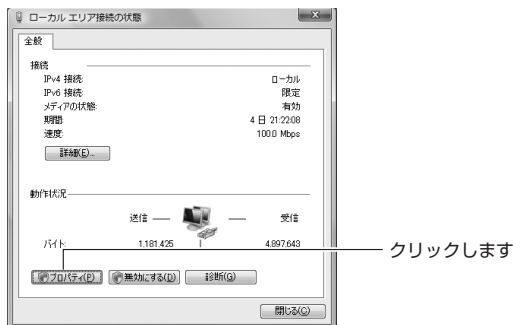 ローカル エリア接続の状態
全般
接続
IPv4 接続: ローカル
IPv6 接続: 限定
メディアの状態: 有効
期間: 4 日 21:22:08
速度: 100.0 Mbps
詳細(E)...
動作状況
送信 — — 受信
バイト: 1,181,425 4,897,643
クリックします
プロパティ(P) 無効にする(D) 診断(G)
閉じる(C)